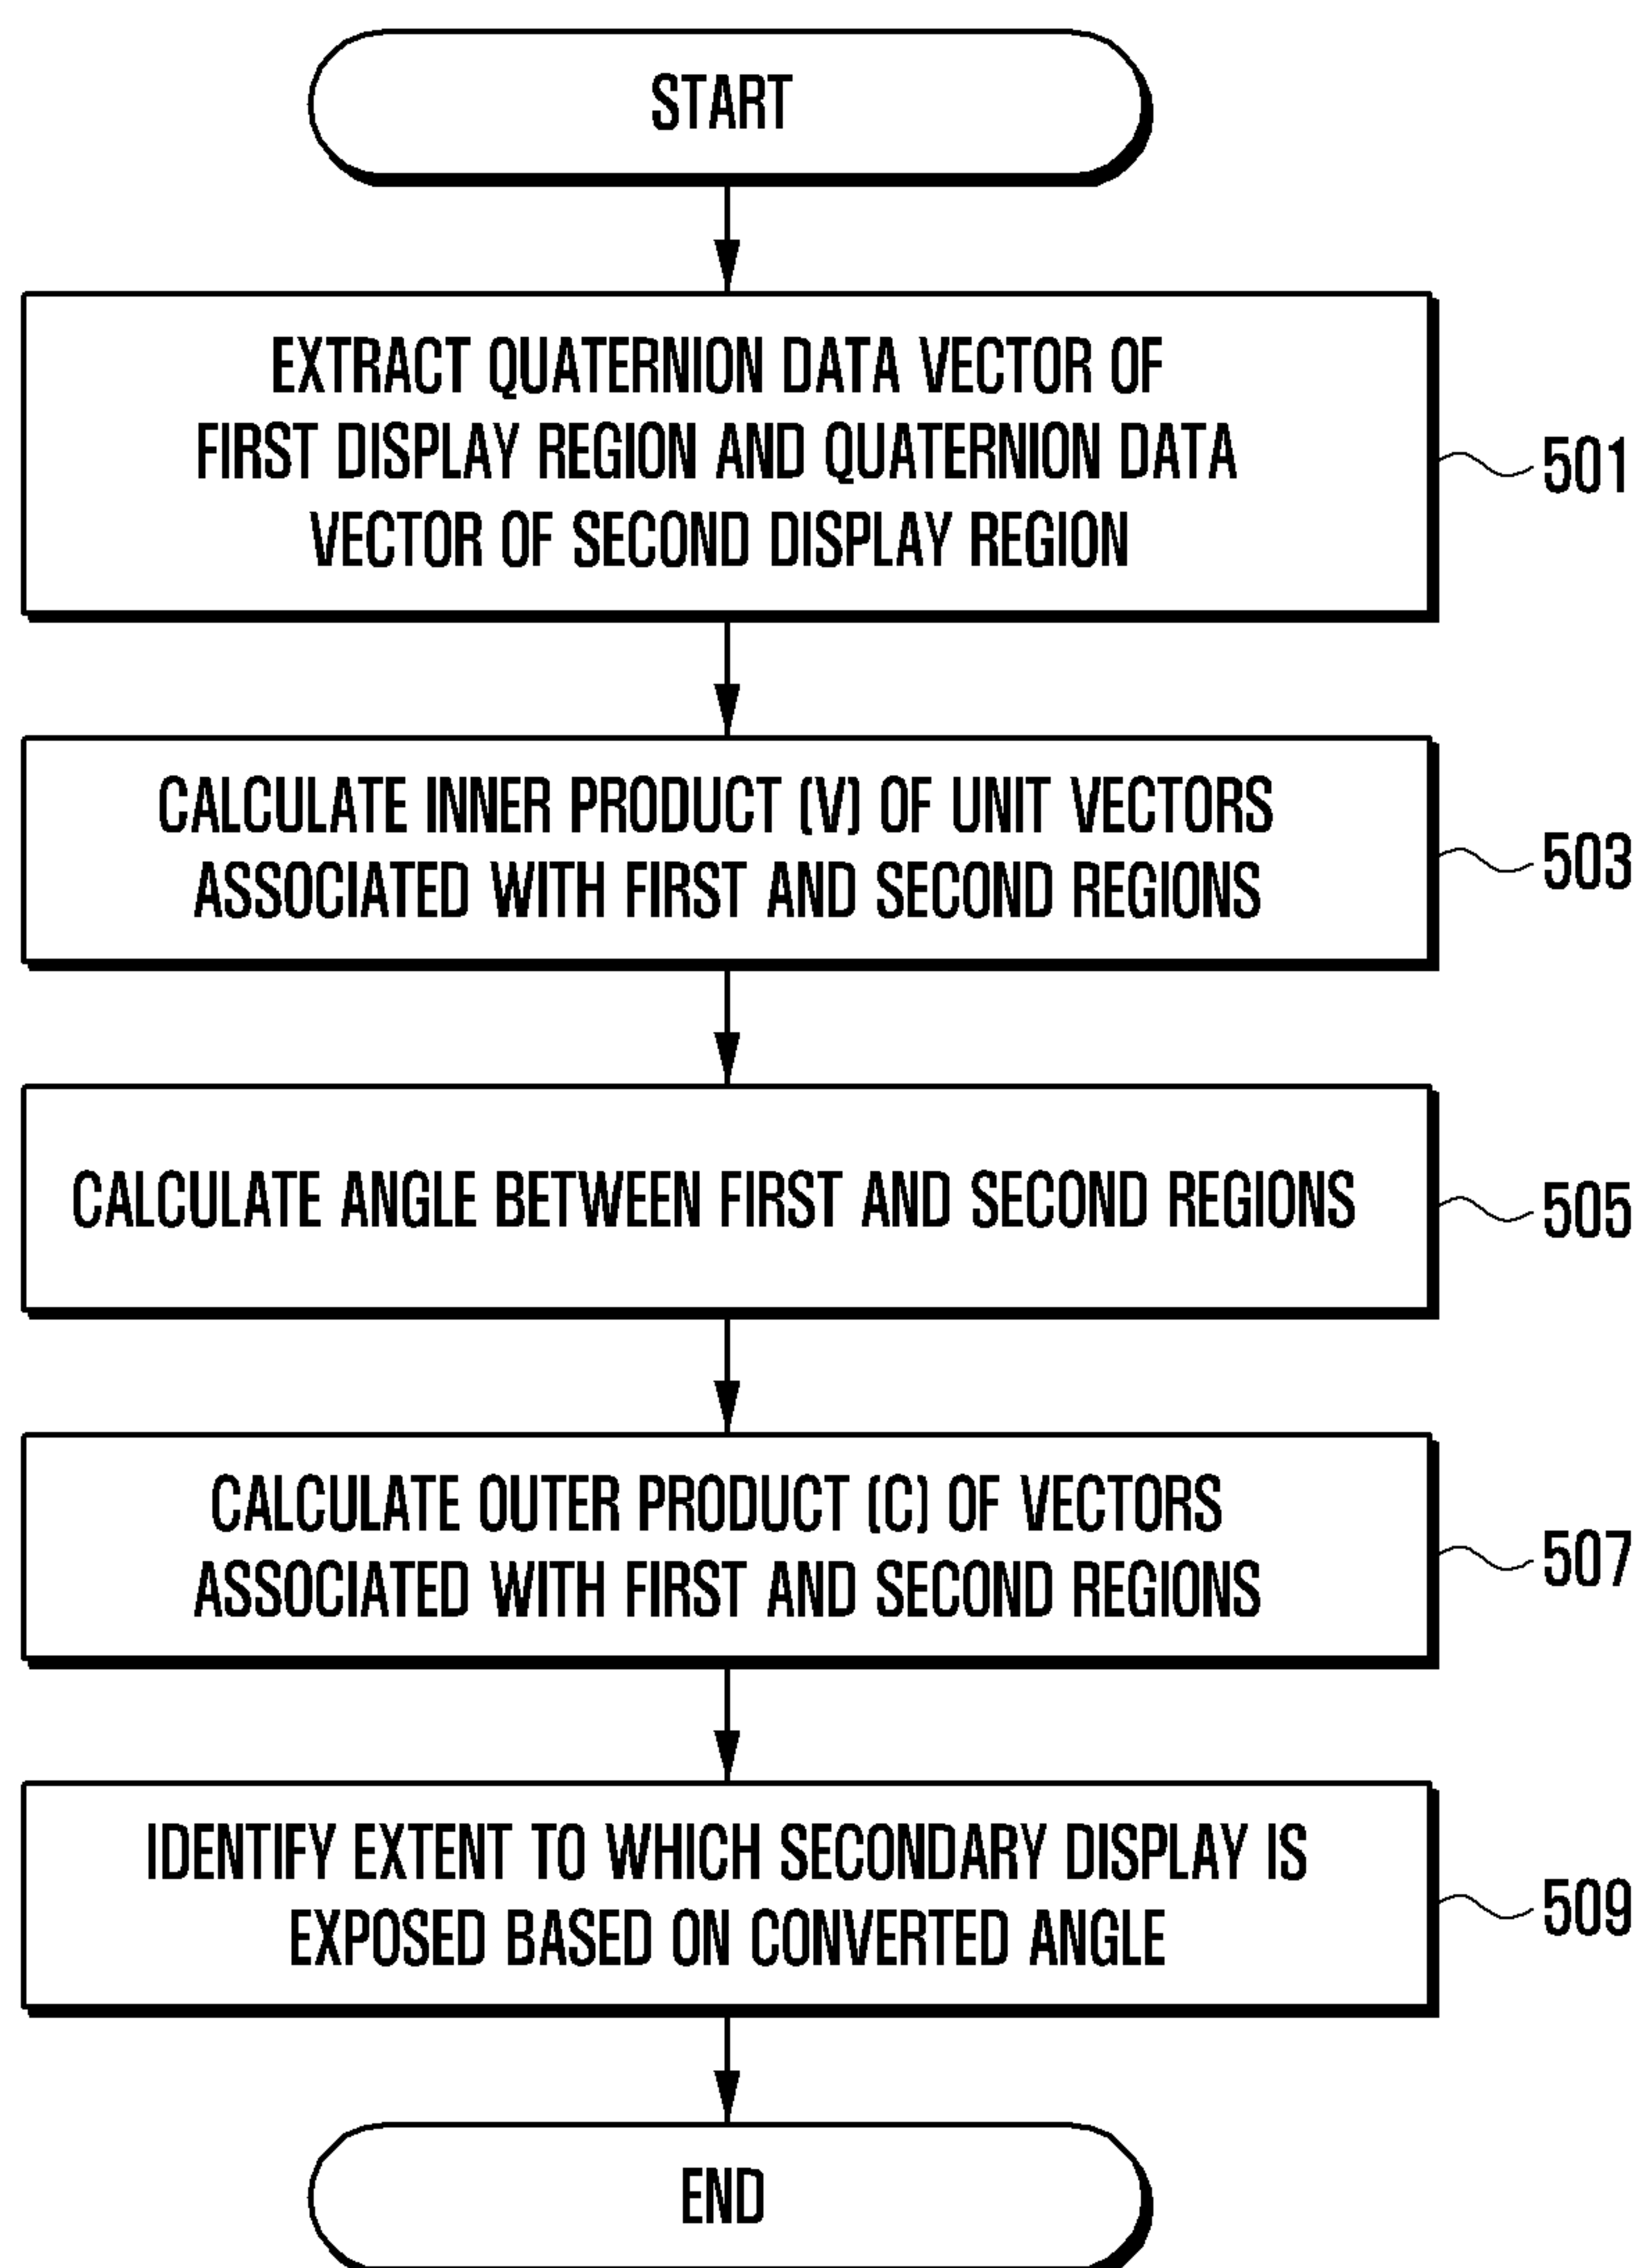 START
EXTRACT QUATERNION DATA VECTOR OF
FIRST DISPLAY REGION AND QUATERNION DATA
VECTOR OF SECOND DISPLAY REGION
501
CALCULATE INNER PRODUCT (V) OF UNIT VECTORS
ASSOCIATED WITH FIRST AND SECOND REGIONS
503
CALCULATE ANGLE BETWEEN FIRST AND SECOND REGIONS
505
CALCULATE OUTER PRODUCT (C) OF VECTORS
ASSOCIATED WITH FIRST AND SECOND REGIONS
507
IDENTIFY EXTENT TO WHICH SECONDARY DISPLAY IS
EXPOSED BASED ON CONVERTED ANGLE
509
END